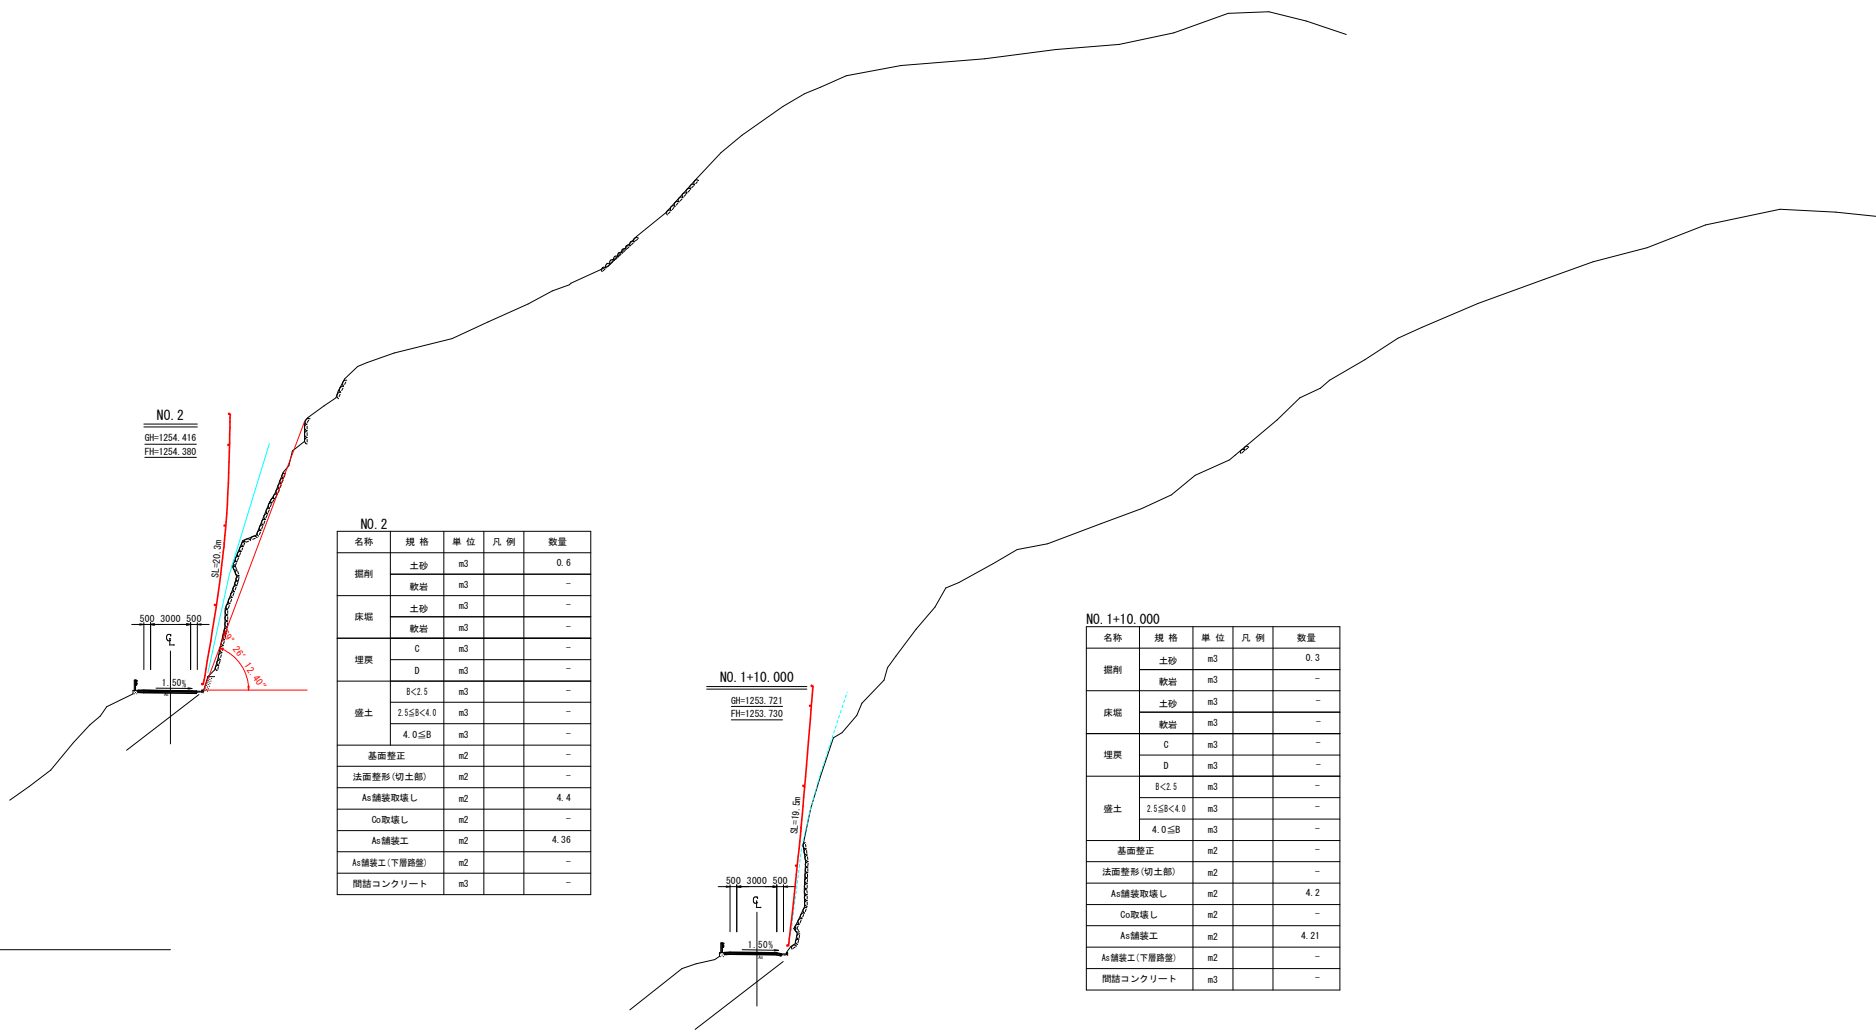 NO.2
GH=1254.416
FH=1254.380
SL=20.3m
500 3000 500
CL
1.50%
26' 12.40"
NO.2
名称 規格 単位 凡例 数量
掘削 土砂 m3 0.6
軟岩 m3 -
床堀 土砂 m3 -
軟岩 m3 -
埋戻 C m3 -
D m3 -
盛土 B<2.5 m3 -
2.5≦B<4.0 m3 -
4.0≦B m3 -
基面整正 m2 -
法面整形(切土部) m2 -
As舗装取壊し m2 4.4
Co取壊し m2 -
As舗装工 m2 4.36
As舗装工(下層路盤) m2 -
間詰コンクリート m3 -
NO.1+10.000
GH=1253.721
FH=1253.730
SL=19.5m
500 3000 500
CL
1.50%
NO.1+10.000
名称 規格 単位 凡例 数量
掘削 土砂 m3 0.3
軟岩 m3 -
床堀 土砂 m3 -
軟岩 m3 -
埋戻 C m3 -
D m3 -
盛土 B<2.5 m3 -
2.5≦B<4.0 m3 -
4.0≦B m3 -
基面整正 m2 -
法面整形(切土部) m2 -
As舗装取壊し m2 4.2
Co取壊し m2 -
As舗装工 m2 4.21
As舗装工(下層路盤) m2 -
間詰コンクリート m3 -